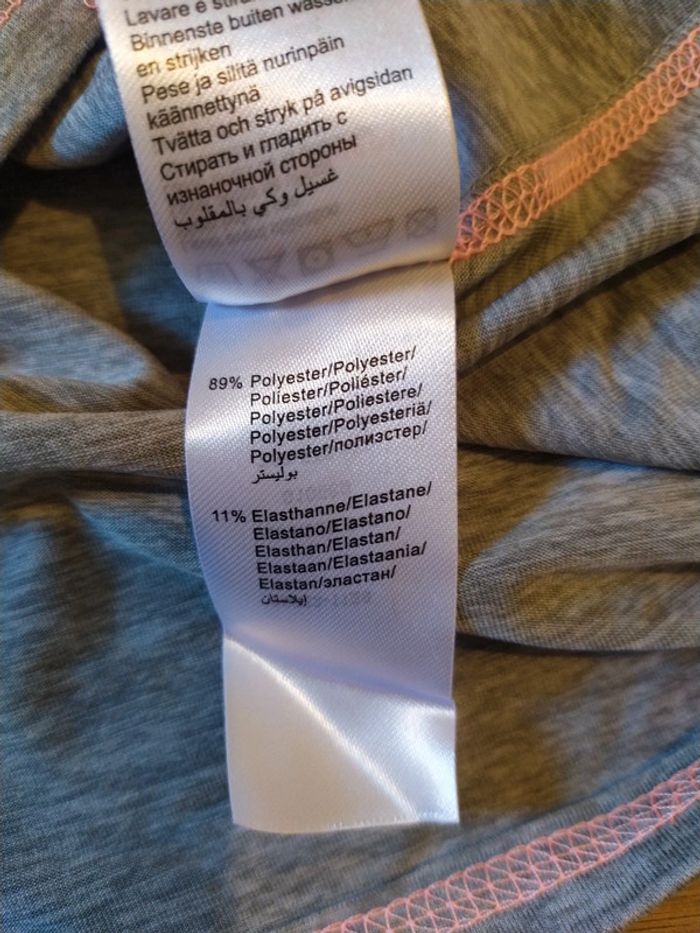 Lavare e
Binnenste buiten
en strijken
Pese ja silitä nurinpäin
käännettynä
Tvätta och stryk på avigsidan
Стирать и гладить с
изнаночной стороны
غسيل وكي بالمقلوب
89% Polyester/Polyester/
Poliester/Poliéster/
Polyester/Poliestere/
Polyester/Polyesteriä/
Polyester/полиэстер/
بوليستر
11% Elasthanne/Elastane/
Elastano/Elastano/
Elasthan/Elastan/
Elastaan/Elastaania/
Elastan/эластан/
إيلاستان